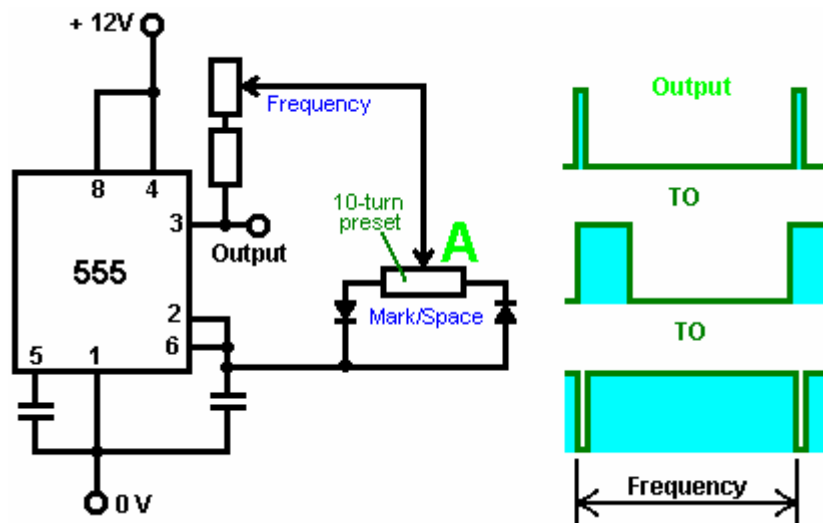 + 12V
Frequency
8
4
3
10-turn
preset
A
Output
555
2
6
Mark/Space
5
1
0 V
Output
TO
TO
Frequency